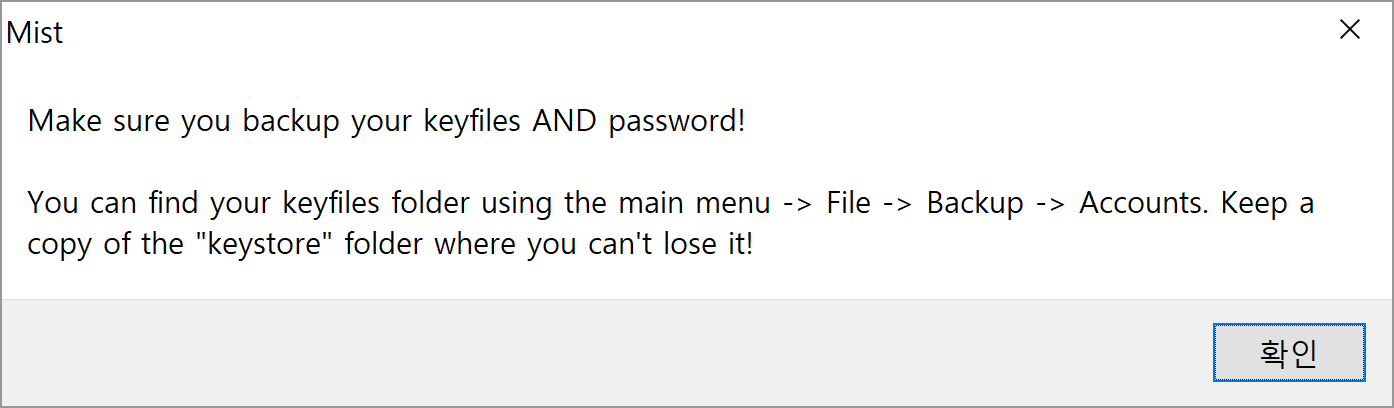 Mist
Make sure you backup your keyfiles AND password!
You can find your keyfiles folder using the main menu -> File -> Backup -> Accounts. Keep a
copy of the "keystore" folder where you can't lose it!
확인